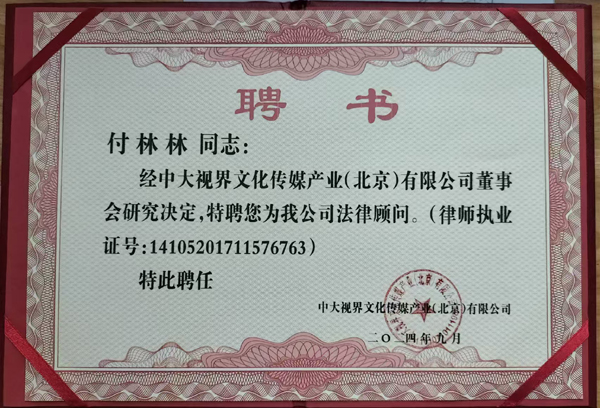 聘书
付林林 同志：
经中大视界文化传媒产业（北京）有限公司董事
会研究决定，特聘您为我公司法律顾问。（律师执业
证号：14105201711576763）
特此聘任
中大视界文化传媒产业（北京）有限公司
二〇二四年九月